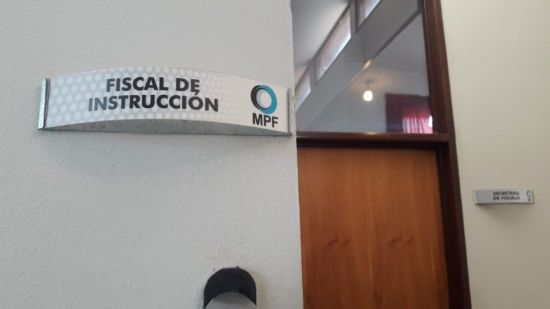 FISCAL DE
INSTRUCCIÓN
MPF
SECRETARIA
DE FISCALIA